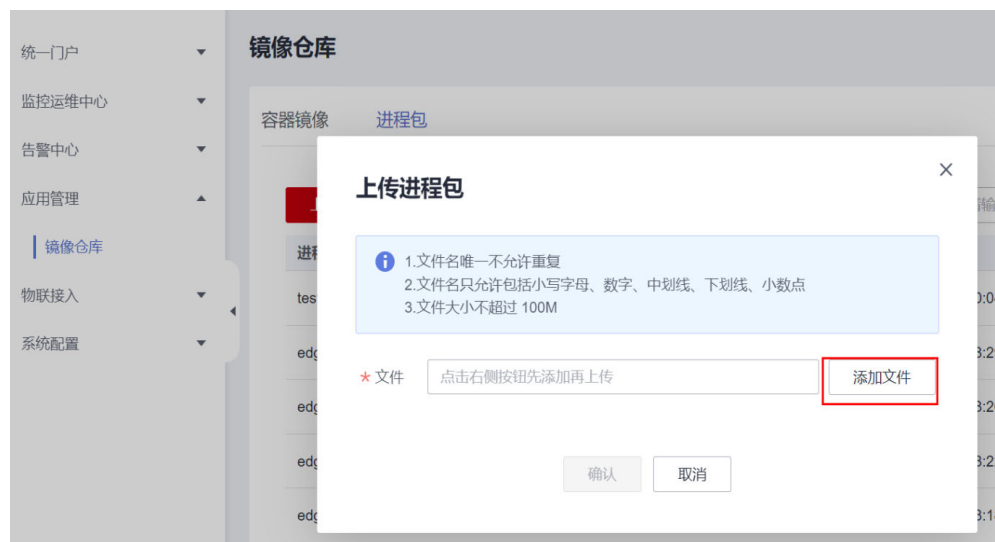 统一门户
监控运维中心
告警中心
应用管理
镜像仓库
物联接入
系统配置
镜像仓库
容器镜像
进程包
上传进程包
1.文件名唯一不允许重复
2.文件名只允许包括小写字母、数字、中划线、下划线、小数点
3.文件大小不超过 100M
* 文件
点击右侧按钮先添加再上传
添加文件
确认
取消
tes
edg
edg
edg
edg